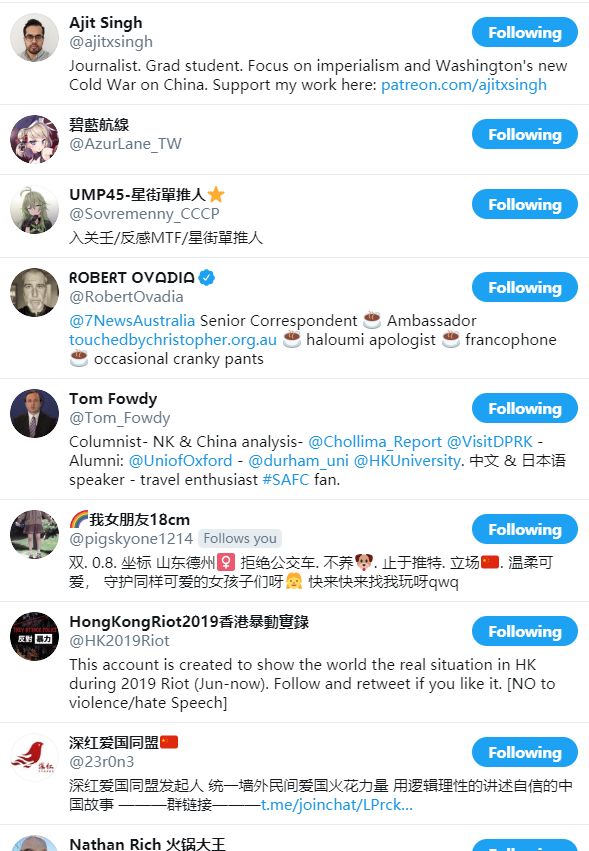 Ajit Singh
@ajitxsingh
Following
Journalist. Grad student. Focus on imperialism and Washington's new
Cold War on China. Support my work here: patreon.com/ajitxsingh
碧藍航線
@AzurLane_TW
Following
UMP45-星街單推人⭐
@Sovremenny_CCCP
Following
入关壬/反感MTF/星街單推人
ROBERT OVADIA
@RobertOvadia
Following
@7NewsAustralia Senior Correspondent ☕ Ambassador
touchedbychristopher.org.au ☕ haloumi apologist ☕ francophone
☕ occasional cranky pants
Tom Fowdy
@Tom_Fowdy
Following
Columnist- NK & China analysis- @Chollima_Report @VisitDPRK -
Alumni: @UniofOxford - @durham_uni @HKUniversity. 中文 & 日本语
speaker - travel enthusiast #SAFC fan.
🌈我女朋友18cm
@pigskyone1214 Follows you
Following
双. 0.8. 坐标 山东德州🚺 拒绝公交车. 不养🐶. 止于推特. 立场🇨🇳. 温柔可
爱， 守护同样可爱的女孩子们呀👧 快来快来找我玩呀qwq
HongKongRiot2019香港暴動實錄
@HK2019Riot
Following
THEY ATTACK POLICE
反對 暴力
This account is created to show the world the real situation in HK
during 2019 Riot (Jun-now). Follow and retweet if you like it. [NO to
violence/hate Speech]
深红爱国同盟🇨🇳
@23r0n3
Following
深红
深红爱国同盟发起人 统一墙外民间爱国火花力量 用逻辑理性的讲述自信的中
国故事 ———群链接———t.me/joinchat/LPrck...
Nathan Rich 火锅大王
Following